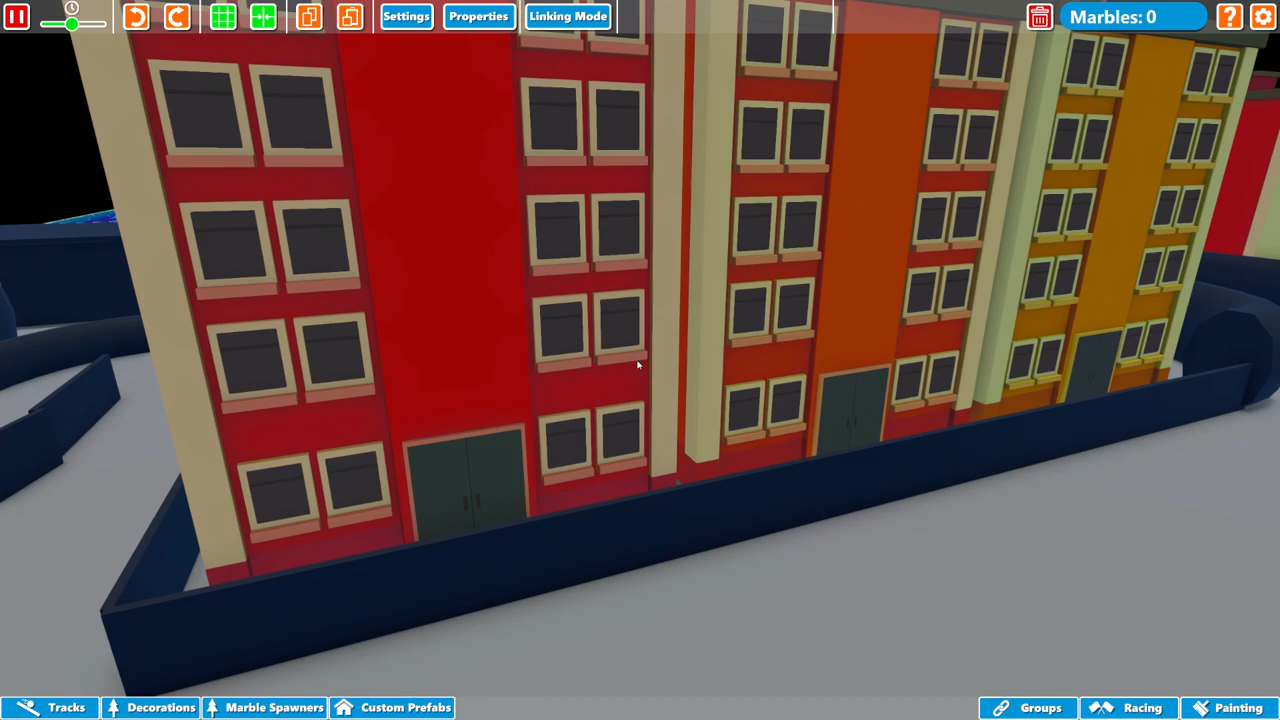 Settings
Properties
Linking Mode
Marbles: 0
?
Tracks
Decorations
Marble Spawners
Custom Prefabs
Groups
Racing
Painting